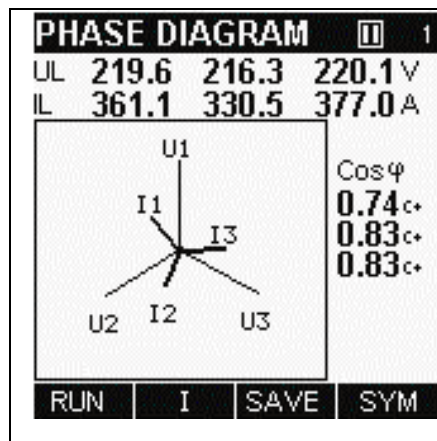 PHASE DIAGRAM 1
UL 219.6 216.3 220.1 V
IL 361.1 330.5 377.0 A
U1
Cosφ
I1
0.74 c+
I3
0.83 c+
0.83 c+
U2 I2 U3
RUN I SAVE SYM